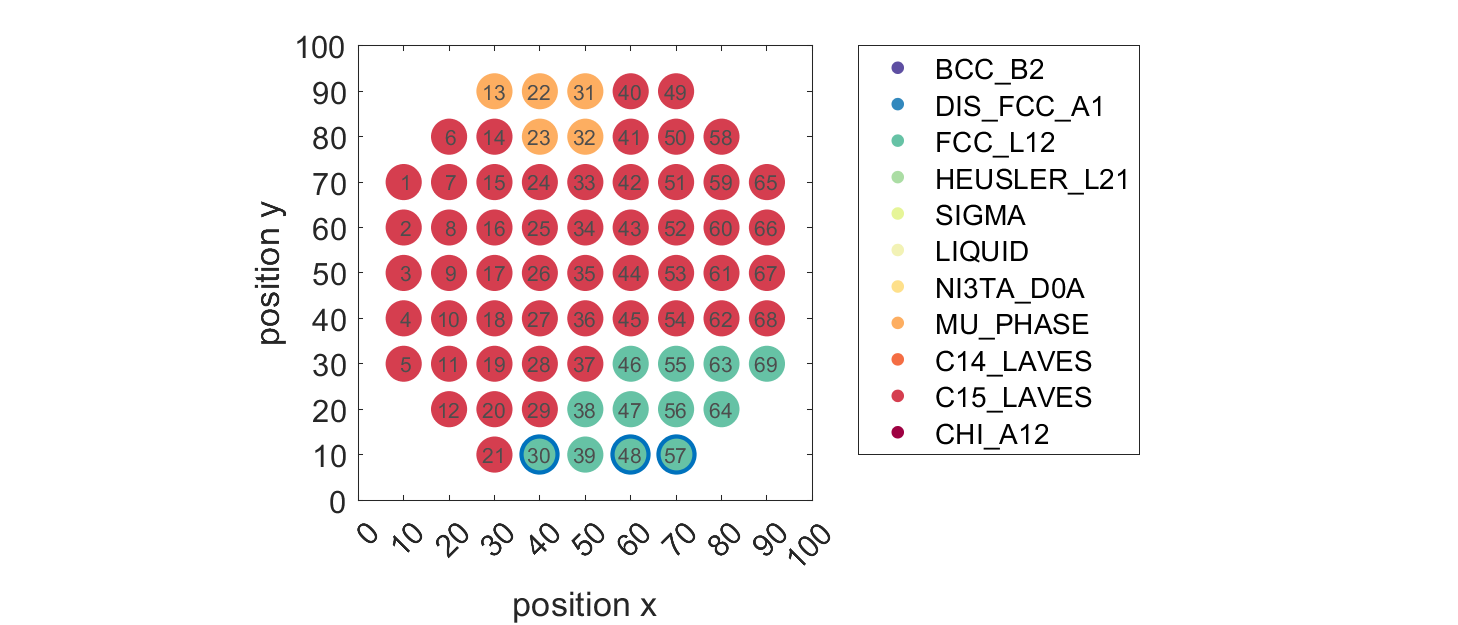 100
90
80
70
60
50
40
30
20
10
0
position y
13 22 31 40 49
6 14 23 32 41 50 58
1 7 15 24 33 42 51 59 65
2 8 16 25 34 43 52 60 66
3 9 17 26 35 44 53 61 67
4 10 18 27 36 45 54 62 68
5 11 19 28 37 46 55 63 69
12 20 29 38 47 56 64
21 30 39 48 57
0 10 20 30 40 50 60 70 80 90 100
position x
BCC_B2
DIS_FCC_A1
FCC_L12
HEUSLER_L21
SIGMA
LIQUID
NI3TA_D0A
MU_PHASE
C14_LAVES
C15_LAVES
CHI_A12